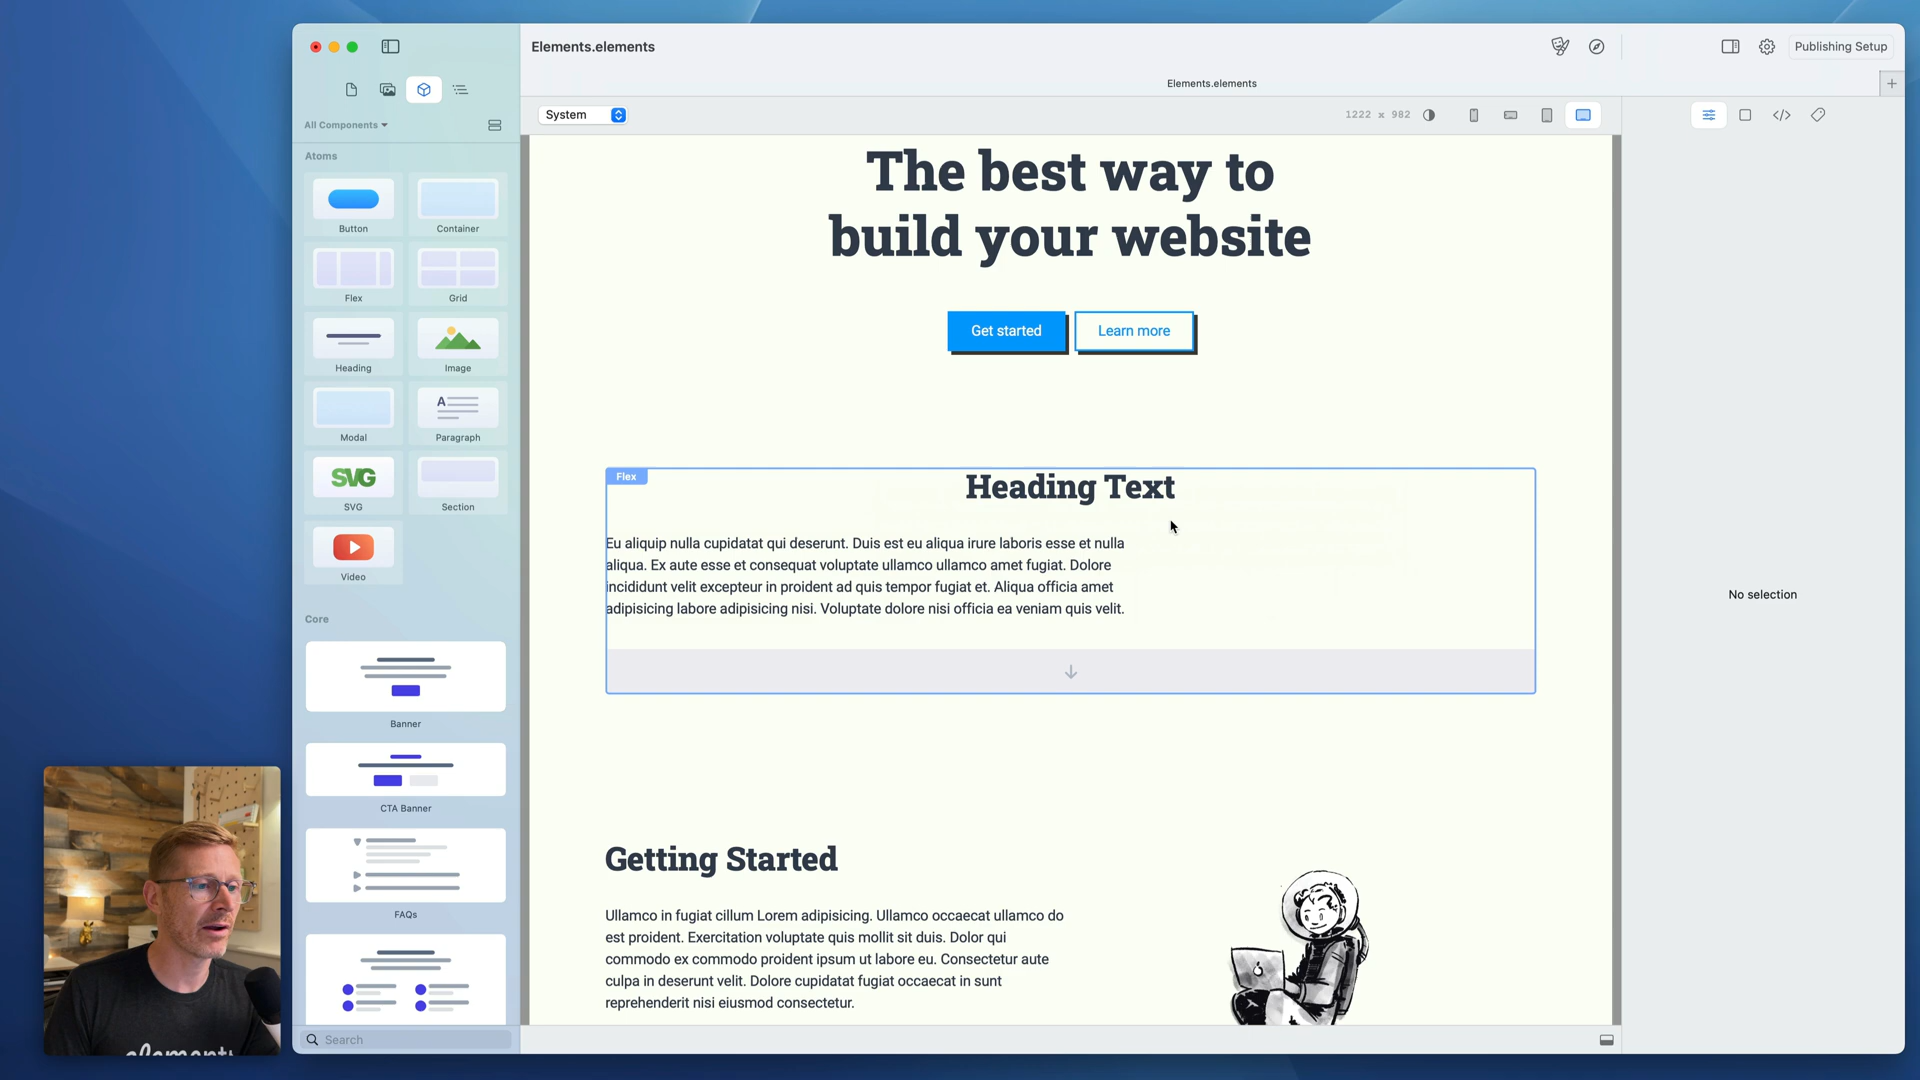 Elements.elements
Publishing Setup
Elements.elements
System
1222 x 982
All Components
Atoms
Button
Container
Flex
Grid
Heading
Image
Modal
A
Paragraph
SVG
SVG
Section
Video
Core
Banner
CTA Banner
FAQs
Search
The best way to
build your website
Get started
Learn more
Flex
Heading Text
Eu aliquip nulla cupidatat qui deserunt. Duis est eu aliqua irure laboris esse et nulla
aliqua. Ex aute esse et consequat voluptate ullamco ullamco amet fugiat. Dolore
incididunt velit excepteur in proident ad quis tempor fugiat et. Aliqua officia amet
adipisicing labore adipisicing nisi. Voluptate dolore nisi officia ea veniam quis velit.
Getting Started
Ullamco in fugiat cillum Lorem adipisicing. Ullamco occaecat ullamco do
est proident. Exercitation voluptate quis mollit sit duis. Dolor qui
commodo ex commodo proident ipsum ut labore eu. Consectetur aute
culpa in deserunt velit. Dolore cupidatat fugiat occaecat in sunt
reprehenderit nisi eiusmod consectetur.
No selection
elements